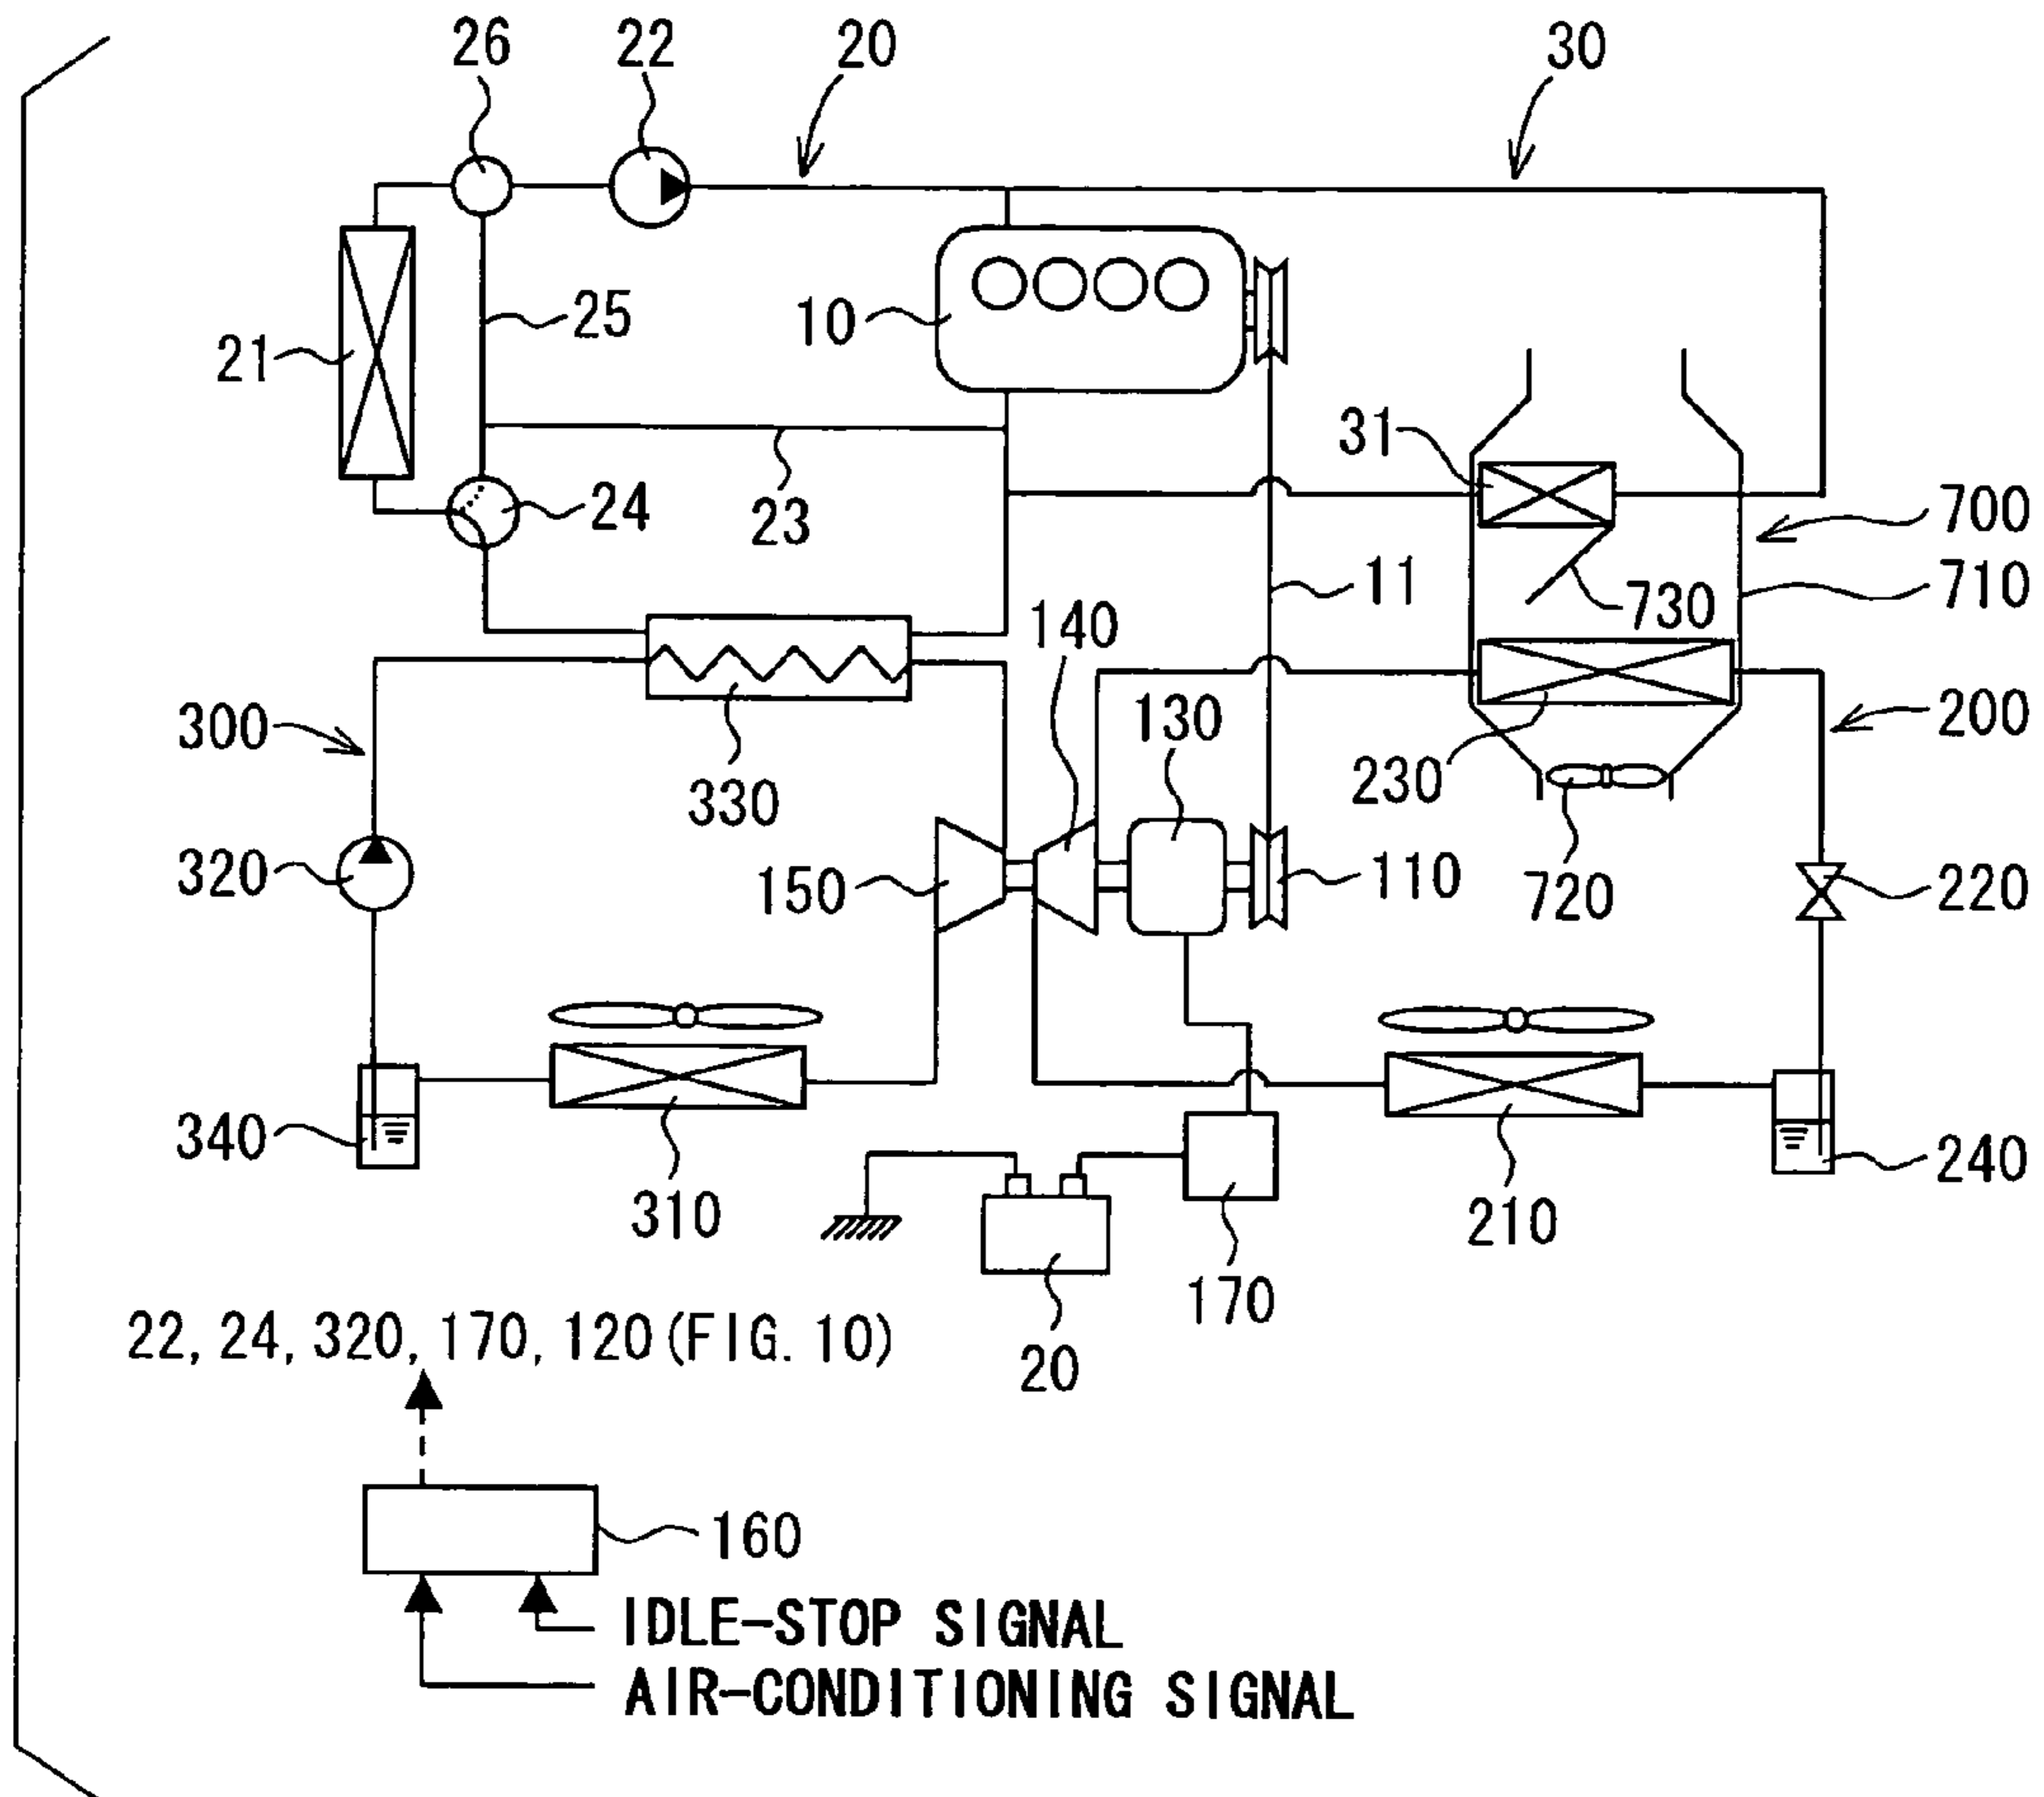 26 22 20 30
10 25 21
31
24 23 700
11 710
730
140
130 200
300 230
330
320 150 110 720 220
340 240
310 210
170
22, 24, 320, 170, 120 (FIG. 10) 20
160
IDLE-STOP SIGNAL
AIR-CONDITIONING SIGNAL